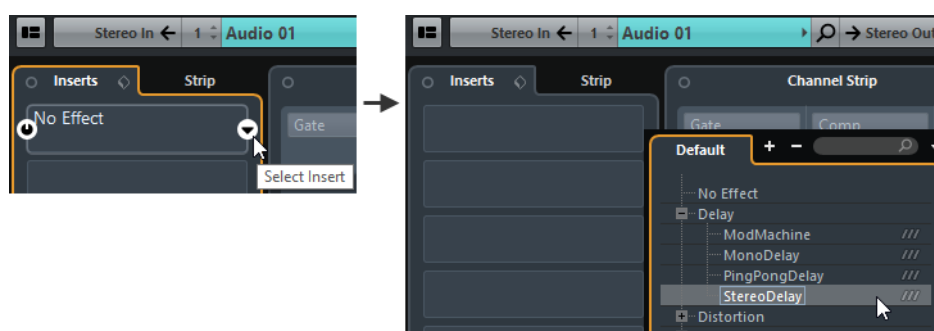 Stereo In 1 Audio 01
Inserts Strip
No Effect
Gate
Select Insert
Stereo In 1 Audio 01 Stereo Out
Inserts Strip Channel Strip
Gate Comp
Default + -
No Effect
Delay
ModMachine
MonoDelay
PingPongDelay
StereoDelay
Distortion